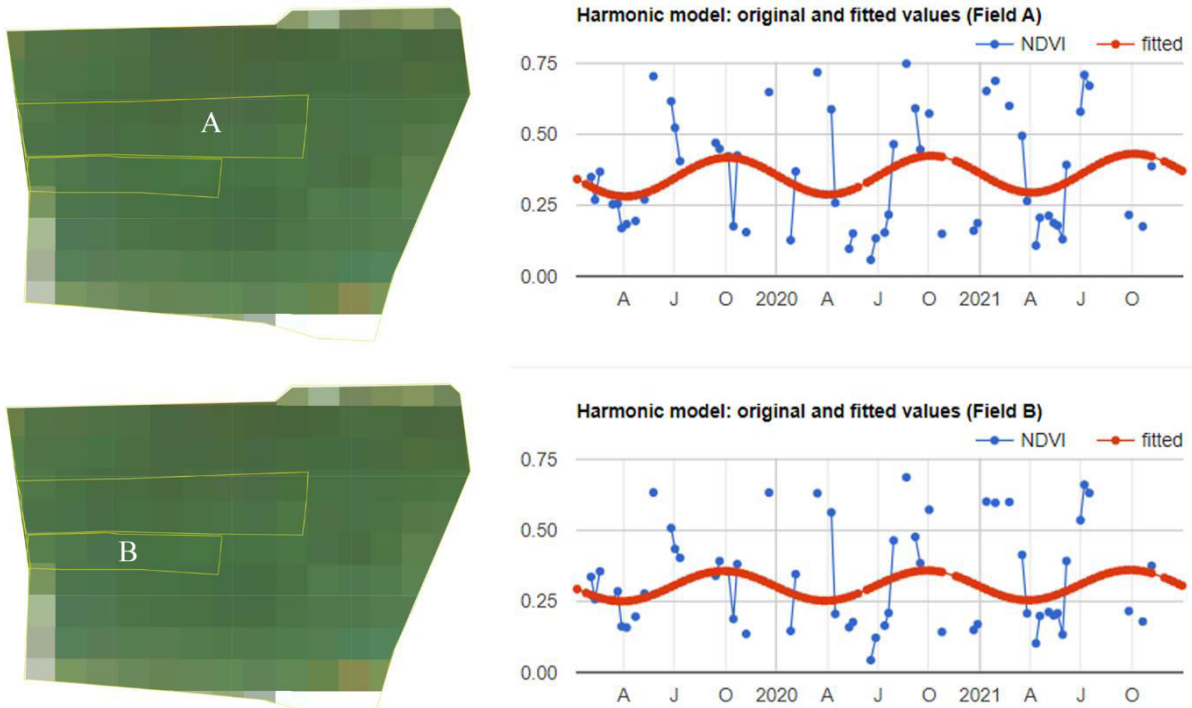 A
Harmonic model: original and fitted values (Field A)
NDVI fitted
0.75
0.50
0.25
0.00
A J O 2020 A J O 2021 A J O
B
Harmonic model: original and fitted values (Field B)
NDVI fitted
0.75
0.50
0.25
0.00
A J O 2020 A J O 2021 A J O